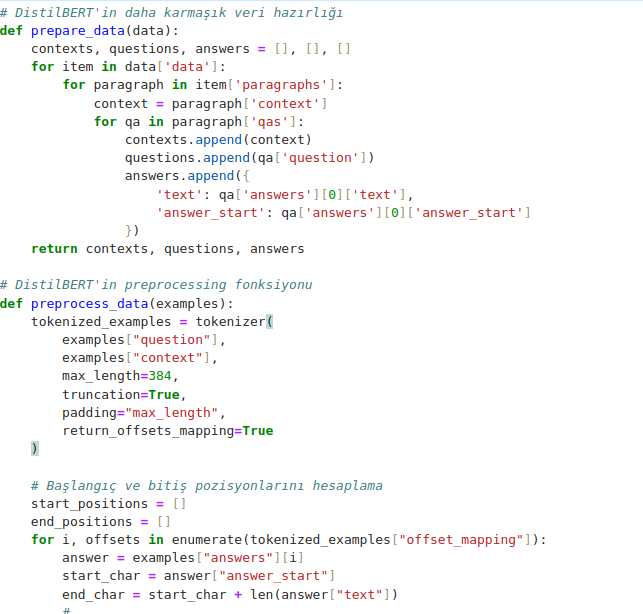 # DistilBERT'in daha karmaşık veri hazırlığı
def prepare_data(data):
    contexts, questions, answers = [], [], []
    for item in data['data']:
        for paragraph in item['paragraphs']:
            context = paragraph['context']
            for qa in paragraph['qas']:
                contexts.append(context)
                questions.append(qa['question'])
                answers.append({
                    'text': qa['answers'][0]['text'],
                    'answer_start': qa['answers'][0]['answer_start']
                })
    return contexts, questions, answers

# DistilBERT'in preprocessing fonksiyonu
def preprocess_data(examples):
    tokenized_examples = tokenizer(
        examples["question"],
        examples["context"],
        max_length=384,
        truncation=True,
        padding="max_length",
        return_offsets_mapping=True
    )

    # Başlangıç ve bitiş pozisyonlarını hesaplama
    start_positions = []
    end_positions = []
    for i, offsets in enumerate(tokenized_examples["offset_mapping"]):
        answer = examples["answers"][i]
        start_char = answer["answer_start"]
        end_char = start_char + len(answer["text"])
        #